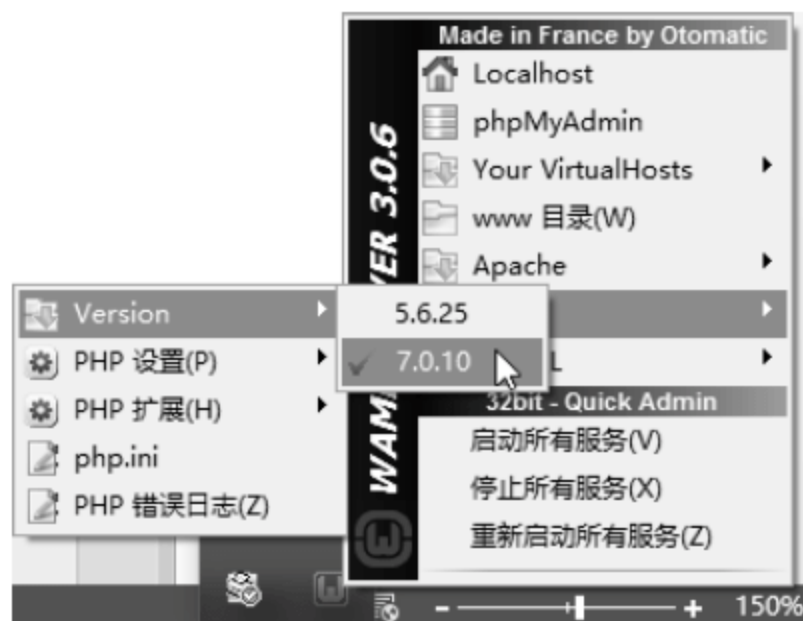 Made in France by Otomatic
Localhost
phpMyAdmin
Your VirtualHosts
www 目录(W)
Apache
L
32bit - Quick Admin
启动所有服务(V)
停止所有服务(X)
重新启动所有服务(Z)
WAM
VER 3.0.6
Version
PHP 设置(P)
PHP 扩展(H)
php.ini
PHP 错误日志(Z)
5.6.25
7.0.10
150%